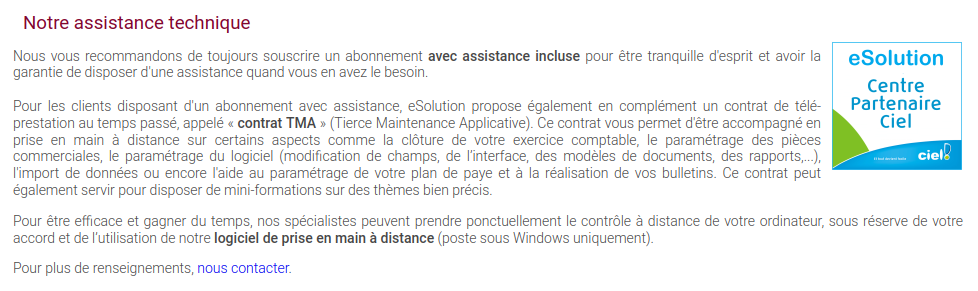 Notre assistance technique
Nous vous recommandons de toujours souscrire un abonnement avec assistance incluse pour être tranquille d'esprit et avoir la
garantie de disposer d'une assistance quand vous en avez le besoin.
Pour les clients disposant d'un abonnement avec assistance, eSolution propose également en complément un contrat de télé-
prestation au temps passé, appelé « contrat TMA » (Tierce Maintenance Applicative). Ce contrat vous permet d'être accompagné en
prise en main à distance sur certains aspects comme la clôture de votre exercice comptable, le paramétrage des pièces
commerciales, le paramétrage du logiciel (modification de champs, de l'interface, des modèles de documents, des rapports,...),
l'import de données ou encore l'aide au paramétrage de votre plan de paye et à la réalisation de vos bulletins. Ce contrat peut
également servir pour disposer de mini-formations sur des thèmes bien précis.
eSolution
Centre
Partenaire
Ciel
ciel!
Pour être efficace et gagner du temps, nos spécialistes peuvent prendre ponctuellement le contrôle à distance de votre ordinateur, sous réserve de votre
accord et de l'utilisation de notre logiciel de prise en main à distance (poste sous Windows uniquement).
Pour plus de renseignements, nous contacter.